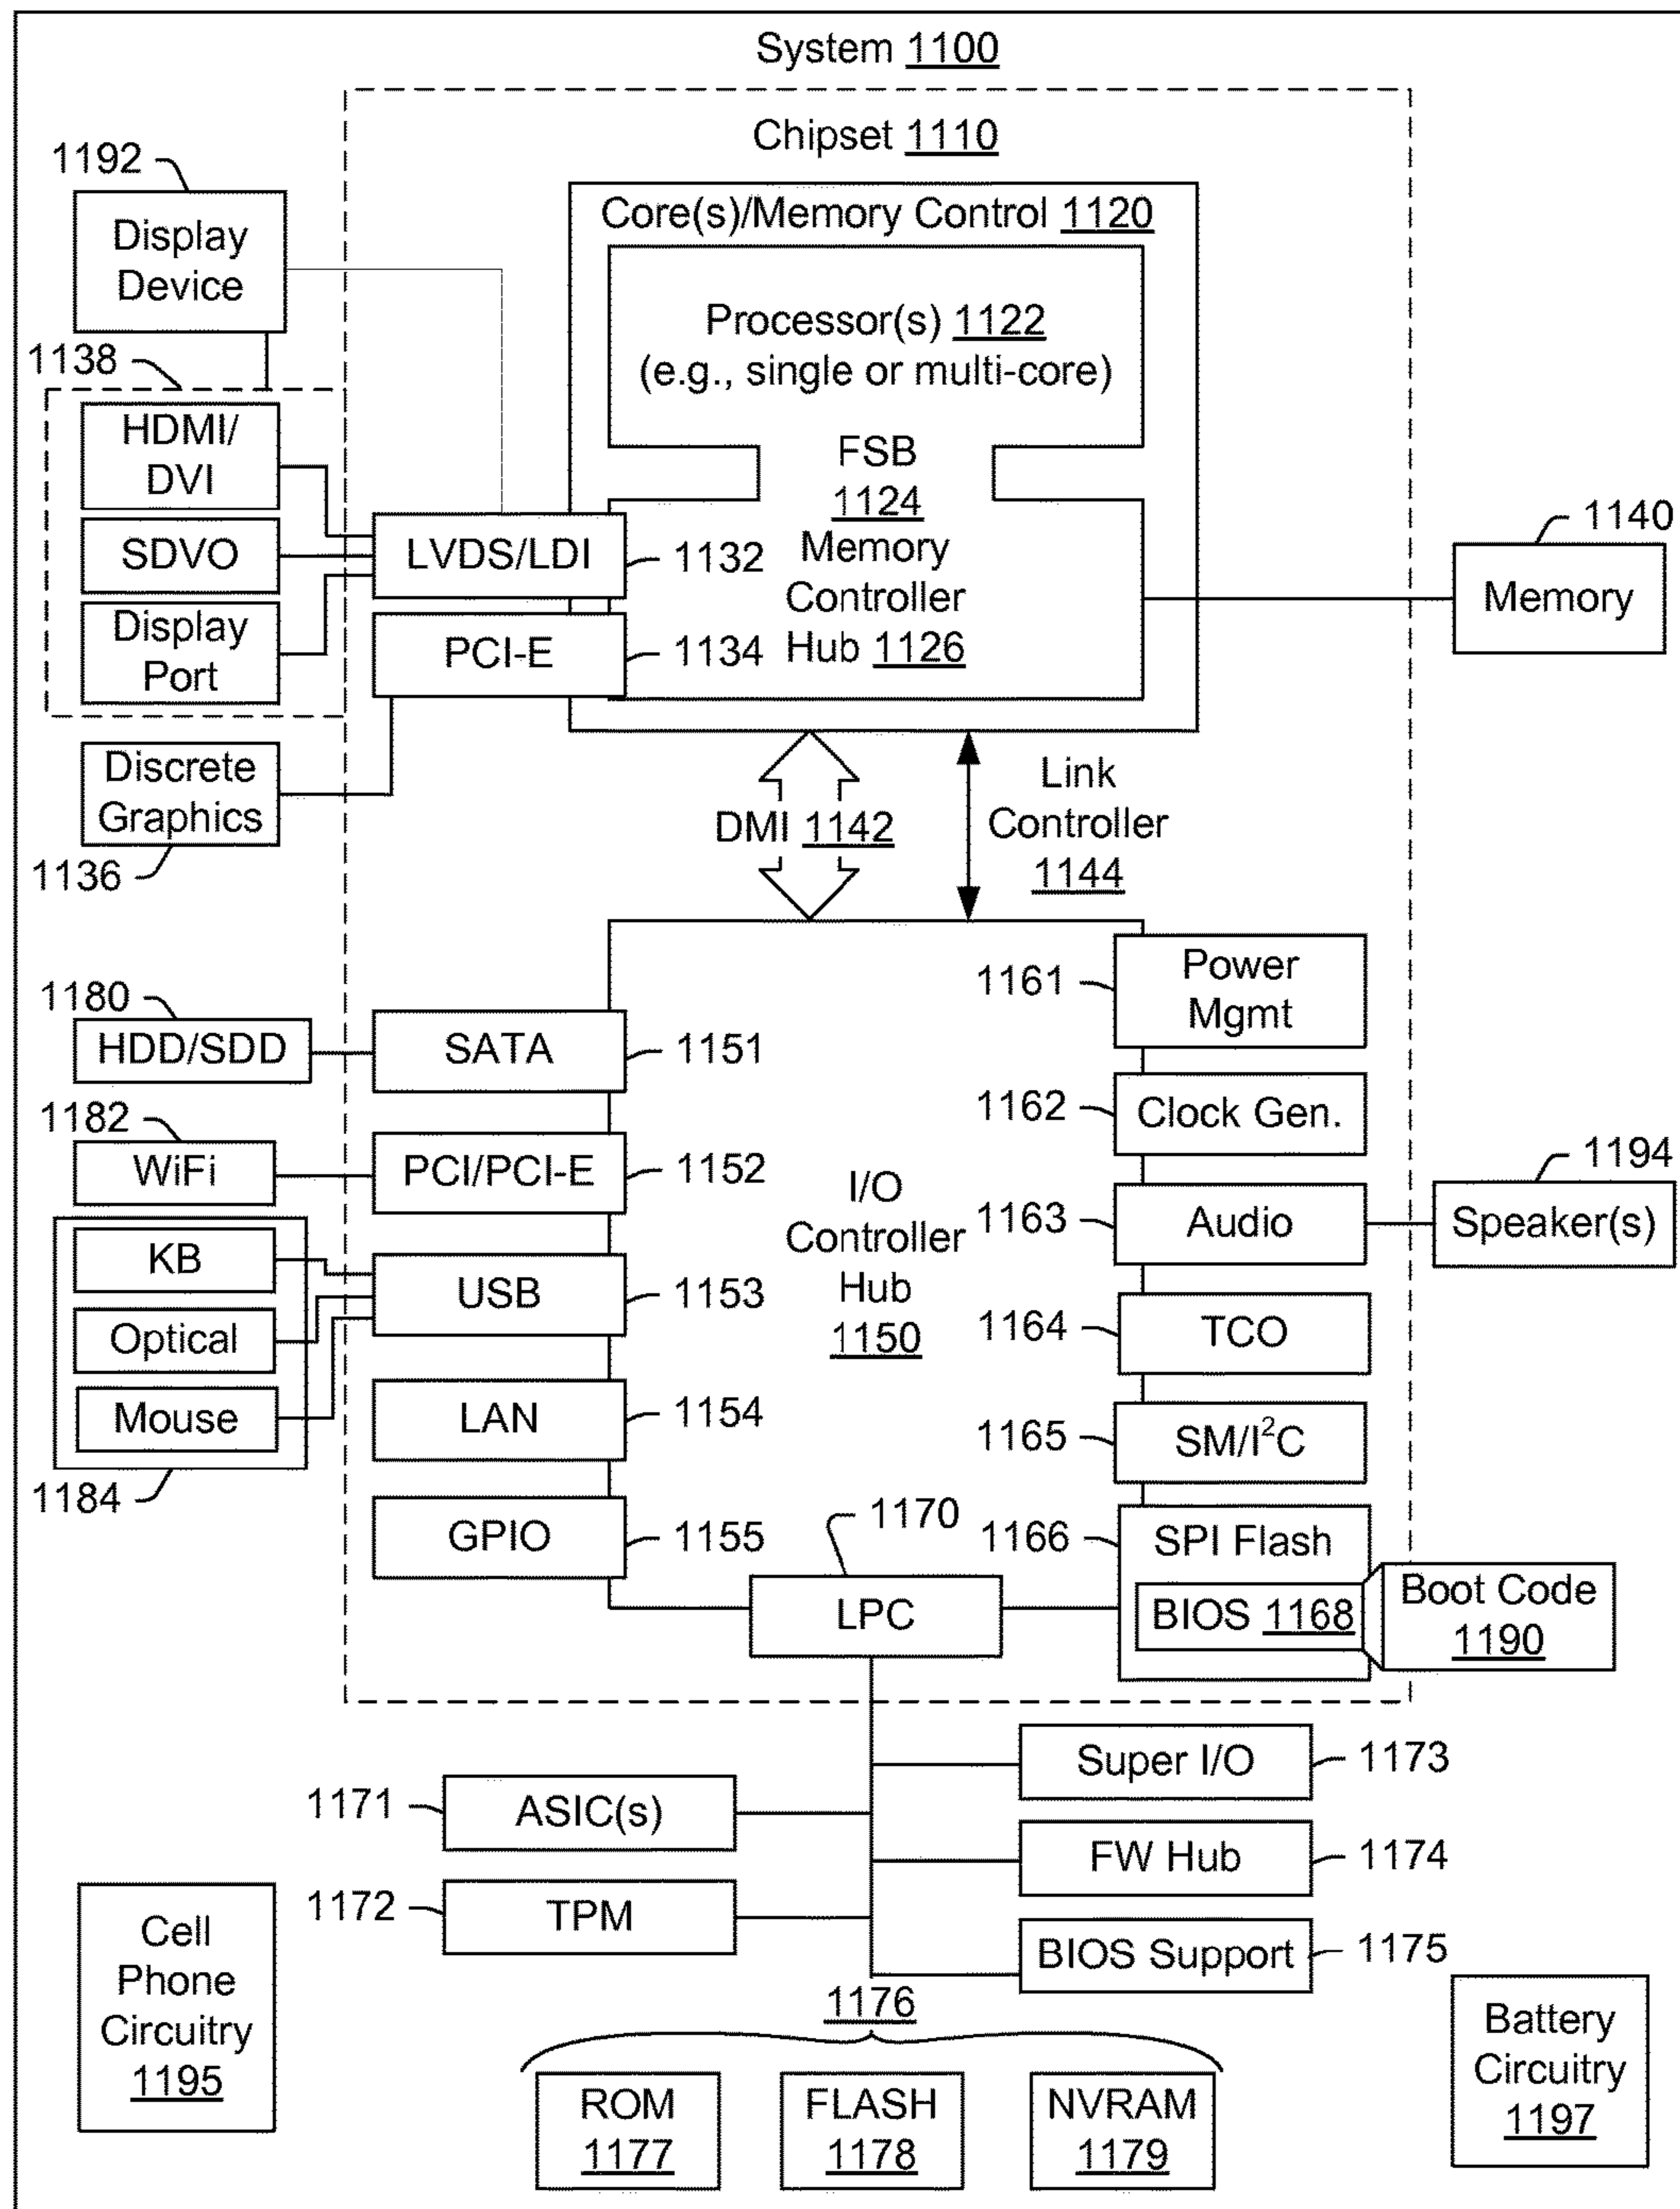 System 1100
Chipset 1110
1192
Display
Device
Core(s)/Memory Control 1120
Processor(s) 1122
(e.g., single or multi-core)
1138
HDMI/
DVI
SDVO
Display
Port
FSB
1124
LVDS/LDI
1132
PCI-E
1134
Memory
Controller
Hub 1126
1140
Memory
Discrete
Graphics
1136
DMI 1142
Link
Controller
1144
1180
HDD/SDD
SATA
1151
1182
WiFi
PCI/PCI-E
1152
KB
Optical
Mouse
1184
USB
1153
LAN
1154
GPIO
1155
I/O
Controller
Hub
1150
1161
Power
Mgmt
1162
Clock Gen.
1163
Audio
1194
Speaker(s)
1164
TCO
1165
SM/I²C
1166
SPI Flash
BIOS 1168
Boot Code
1190
1170
LPC
1171
ASIC(s)
1172
TPM
Super I/O
1173
FW Hub
1174
BIOS Support
1175
Cell
Phone
Circuitry
1195
1176
ROM
1177
FLASH
1178
NVRAM
1179
Battery
Circuitry
1197